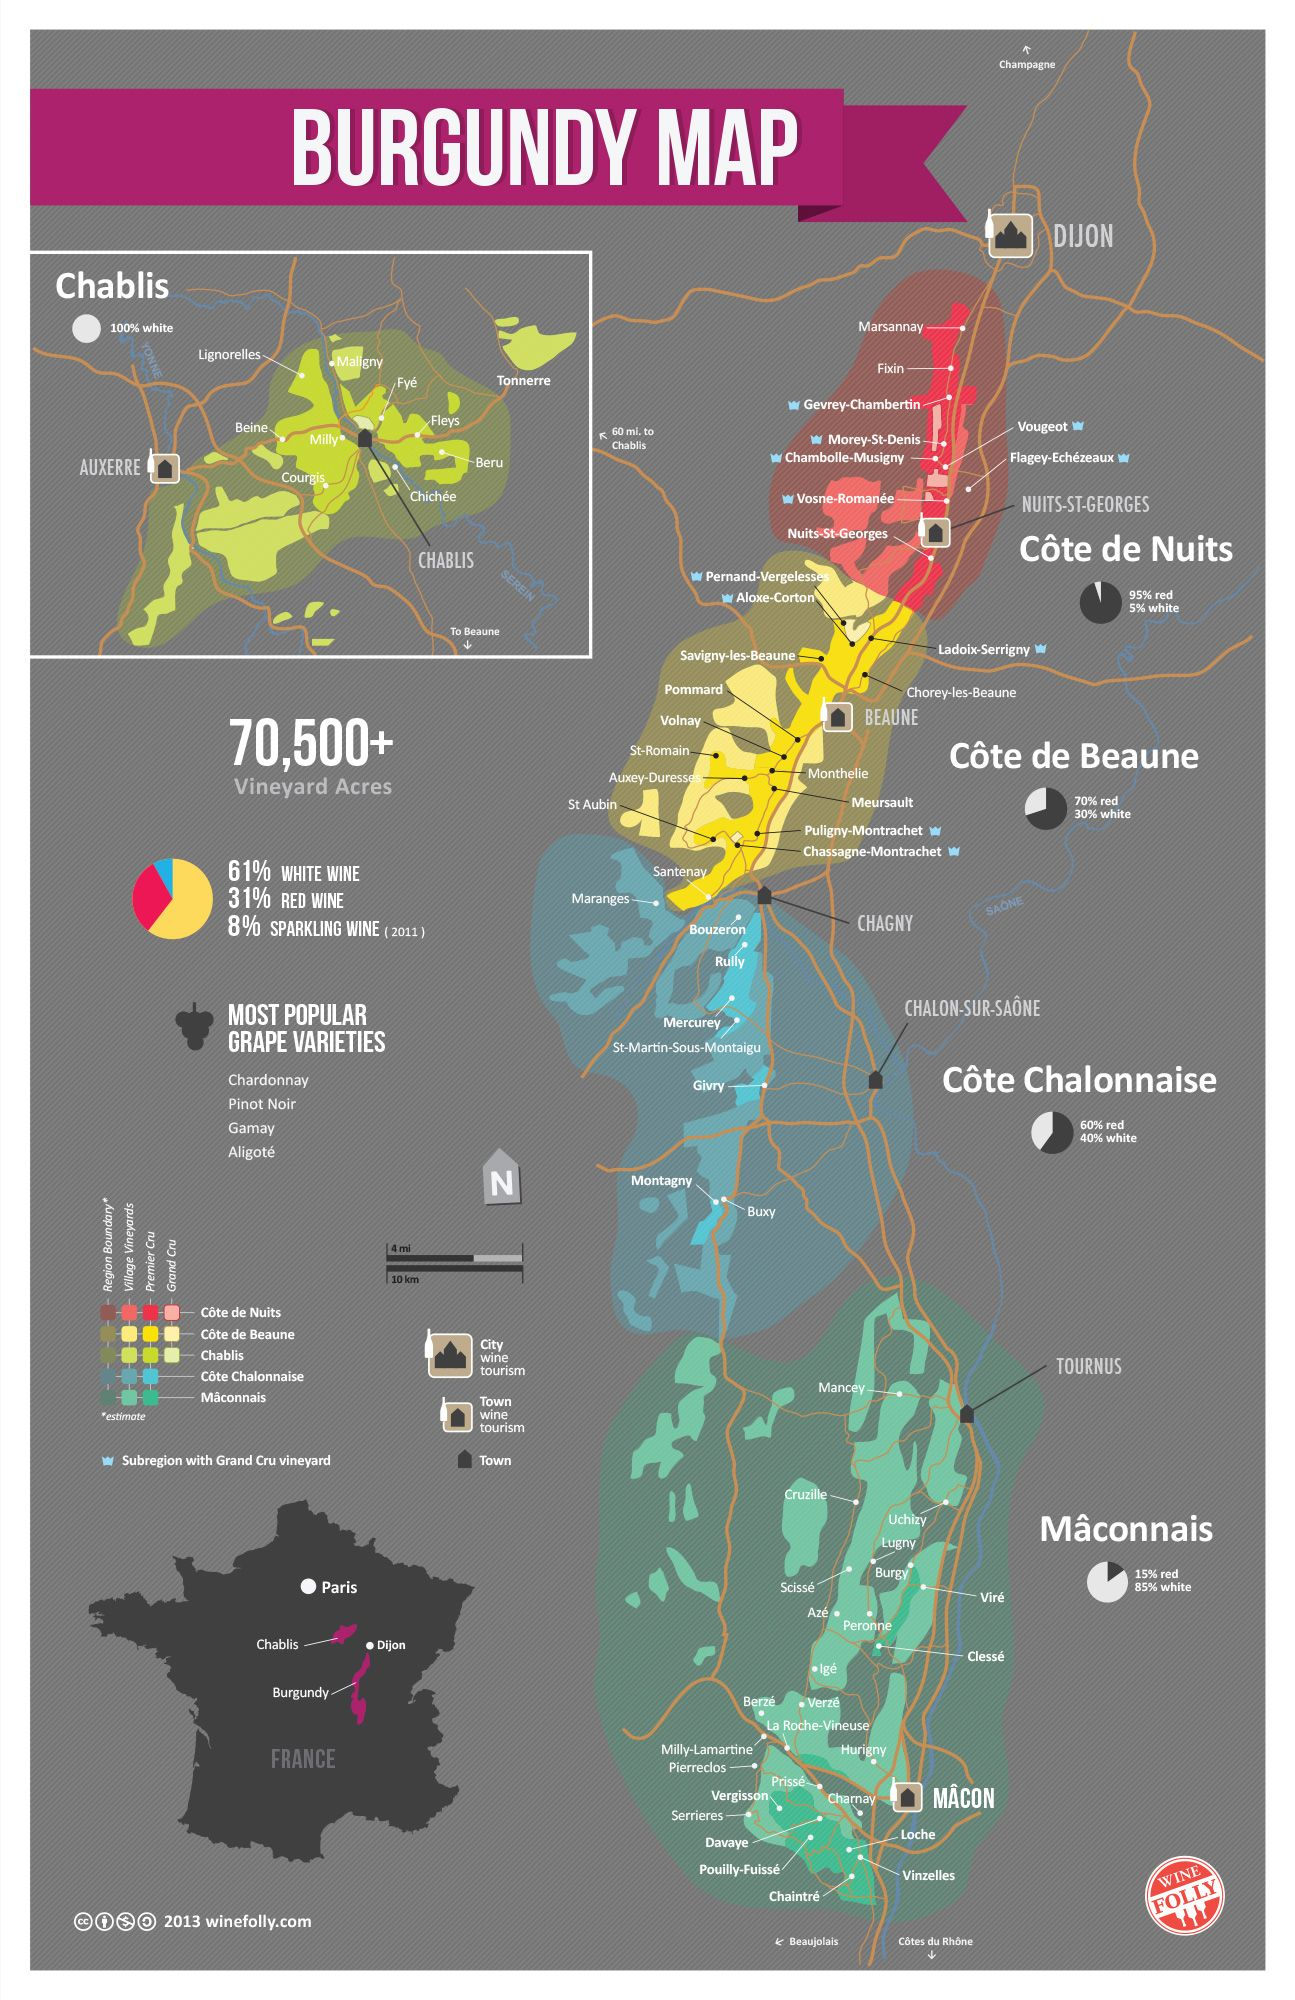 Champagne
BURGUNDY MAP
DIJON
Chablis
100% white
YONNE
Lignorelles
Maligny
Fyé
Tonnerre
Beine
Milly
Fleys
Beru
AUXERRE
Courgis
Chichée
CHABLIS
SEREIN
To Beaune
60 mi. to
Chablis
Marsannay
Fixin
Gevrey-Chambertin
Morey-St-Denis
Vougeot
Chambolle-Musigny
Flagey-Echézeaux
Vosne-Romanée
NUITS-ST-GEORGES
Nuits-St-Georges
Côte de Nuits
95% red
5% white
Pernand-Vergelesses
Aloxe-Corton
Savigny-les-Beaune
Ladoix-Serrigny
Pommard
Chorey-les-Beaune
Volnay
BEAUNE
St-Romain
Côte de Beaune
70% red
30% white
Auxey-Duresses
Monthelie
St Aubin
Meursault
Puligny-Montrachet
Chassagne-Montrachet
Santenay
Maranges
SAÔNE
CHAGNY
Bouzeron
Rully
Mercurey
St-Martin-Sous-Montaigu
CHALON-SUR-SAÔNE
Givry
Côte Chalonnaise
60% red
40% white
Montagny
Buxy
70,500+
Vineyard Acres
61% WHITE WINE
31% RED WINE
8% SPARKLING WINE (2011)
MOST POPULAR
GRAPE VARIETIES
Chardonnay
Pinot Noir
Gamay
Aligoté
N
4 mi
10 km
Region Boundary*
Village Vineyards
Premier Cru
Grand Cru
Côte de Nuits
Côte de Beaune
Chablis
Côte Chalonnaise
Mâconnais
*estimate
Subregion with Grand Cru vineyard
City
wine
tourism
Town
wine
tourism
Town
TOURNUS
Mancey
Cruzille
Uchizy
Lugny
Burgy
Scissé
Viré
Azé
Peronne
Clessé
Igé
Mâconnais
15% red
85% white
Berzé
Verzé
La Roche-Vineuse
Milly-Lamartine
Hurigny
Pierreclos
Prissé
Vergisson
Charnay
MÂCON
Serrieres
Davaye
Loche
Pouilly-Fuissé
Vinzelles
Chaintré
Paris
Chablis
Dijon
Burgundy
FRANCE
cc
2013 winefolly.com
Beaujolais
Côtes du Rhône
WINE
FOLLY